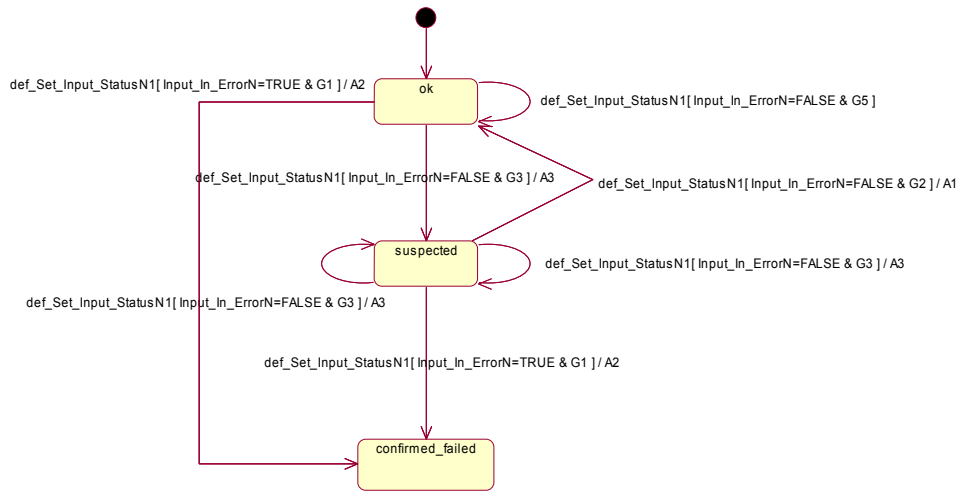 def_Set_Input_StatusN1[ Input_In_ErrorN=TRUE & G1 ] / A2
ok
def_Set_Input_StatusN1[ Input_In_ErrorN=FALSE & G5 ]
def_Set_Input_StatusN1[ Input_In_ErrorN=FALSE & G3 ] / A3
def_Set_Input_StatusN1[ Input_In_ErrorN=FALSE & G2 ] / A1
suspected
def_Set_Input_StatusN1[ Input_In_ErrorN=FALSE & G3 ] / A3
def_Set_Input_StatusN1[ Input_In_ErrorN=FALSE & G3 ] / A3
def_Set_Input_StatusN1[ Input_In_ErrorN=TRUE & G1 ] / A2
confirmed_failed